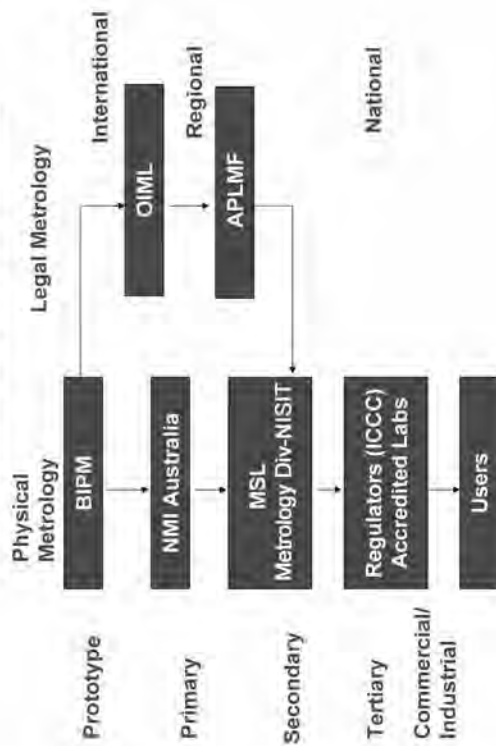 Physical
Metrology
Legal Metrology
Prototype
BIPM
International
OIML
Primary
NMI Australia
Regional
APLMF
Secondary
MSL
Metrology Div-NISIT
Tertiary
Regulators (ICCC)
Accredited Labs
National
Commercial/
Industrial
Users